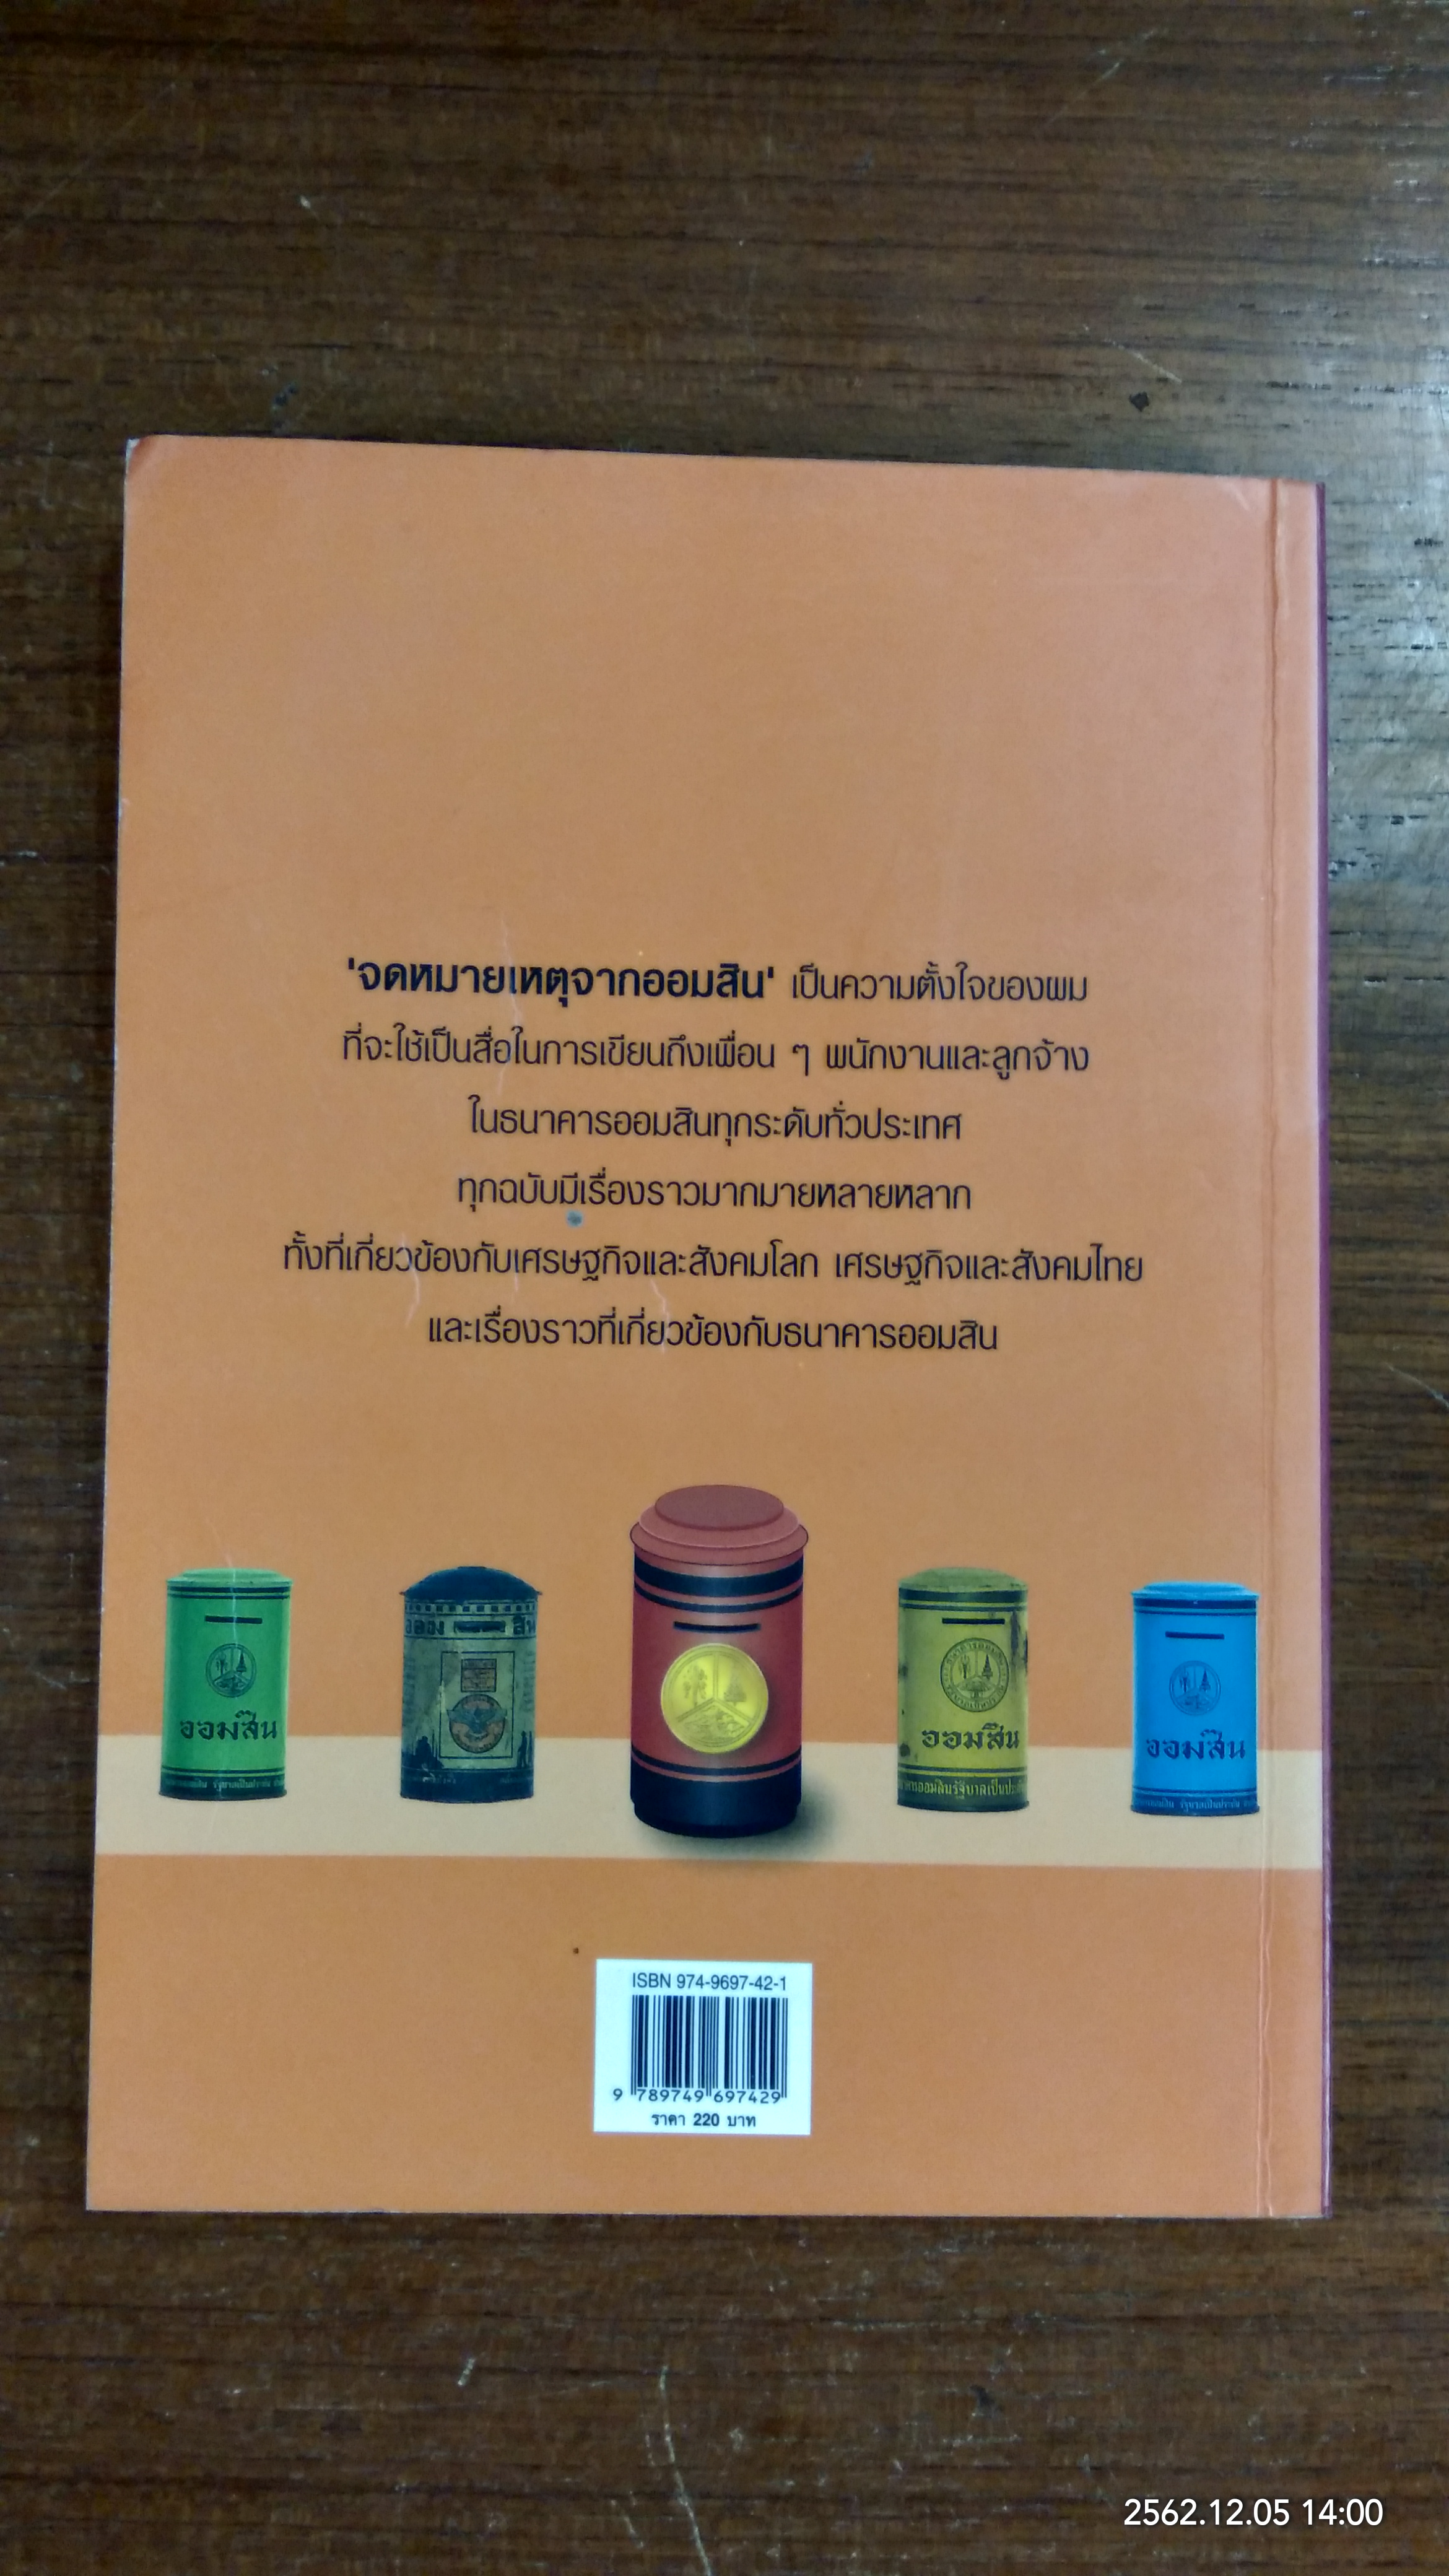 'จดหมายเหตุจากออมสิน' เป็นความตั้งใจของผม
ที่จะใช้เป็นสื่อในการเขียนถึงเพื่อน ๆ พนักงานและลูกจ้าง
ในธนาคารออมสินทุกระดับทั่วประเทศ
ทุกฉบับมีเรื่องราวมากมายหลายหลาก
ทั้งที่เกี่ยวข้องกับเศรษฐกิจและสังคมโลก เศรษฐกิจและสังคมไทย
และเรื่องราวที่เกี่ยวข้องกับธนาคารออมสิน
ออมสิน
ออมสิน
ออมสิน
ISBN 974-9697-42-1
9 789749 697429
ราคา 220 บาท
2562.12.05 14:00